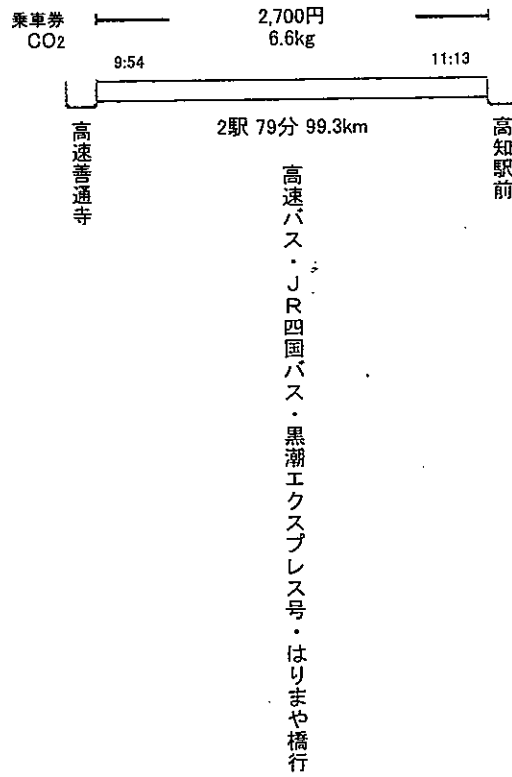 乗車券 2,700円
CO2 6.6kg
9:54 11:13
2駅 79分 99.3km
高速善通寺
高速バス・JR四国バス・黒潮エクスプレス号・はりまや橋行
高知駅前